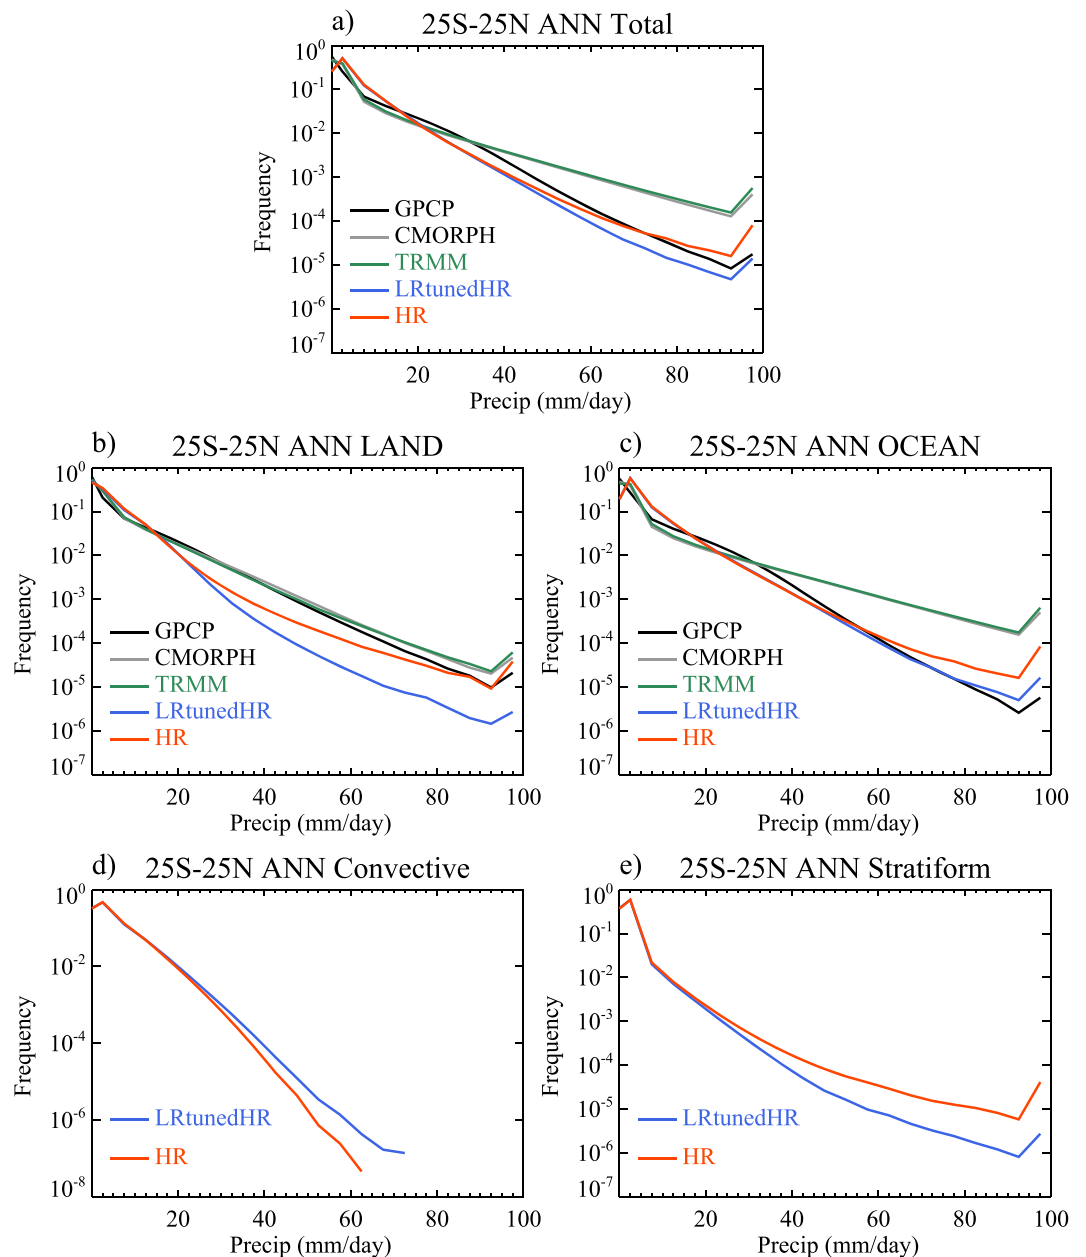 a) 25S-25N ANN Total
10^0
10^-1
10^-2
10^-3
10^-4
10^-5
10^-6
10^-7
Frequency
GPCP
CMORPH
TRMM
LRtunedHR
HR
20 40 60 80 100
Precip (mm/day)
b) 25S-25N ANN LAND
10^0
10^-1
10^-2
10^-3
10^-4
10^-5
10^-6
10^-7
Frequency
GPCP
CMORPH
TRMM
LRtunedHR
HR
20 40 60 80 100
Precip (mm/day)
c) 25S-25N ANN OCEAN
10^0
10^-1
10^-2
10^-3
10^-4
10^-5
10^-6
10^-7
Frequency
GPCP
CMORPH
TRMM
LRtunedHR
HR
20 40 60 80 100
Precip (mm/day)
d) 25S-25N ANN Convective
10^0
10^-2
10^-4
10^-6
10^-8
Frequency
LRtunedHR
HR
20 40 60 80 100
Precip (mm/day)
e) 25S-25N ANN Stratiform
10^0
10^-1
10^-2
10^-3
10^-4
10^-5
10^-6
10^-7
Frequency
LRtunedHR
HR
20 40 60 80 100
Precip (mm/day)